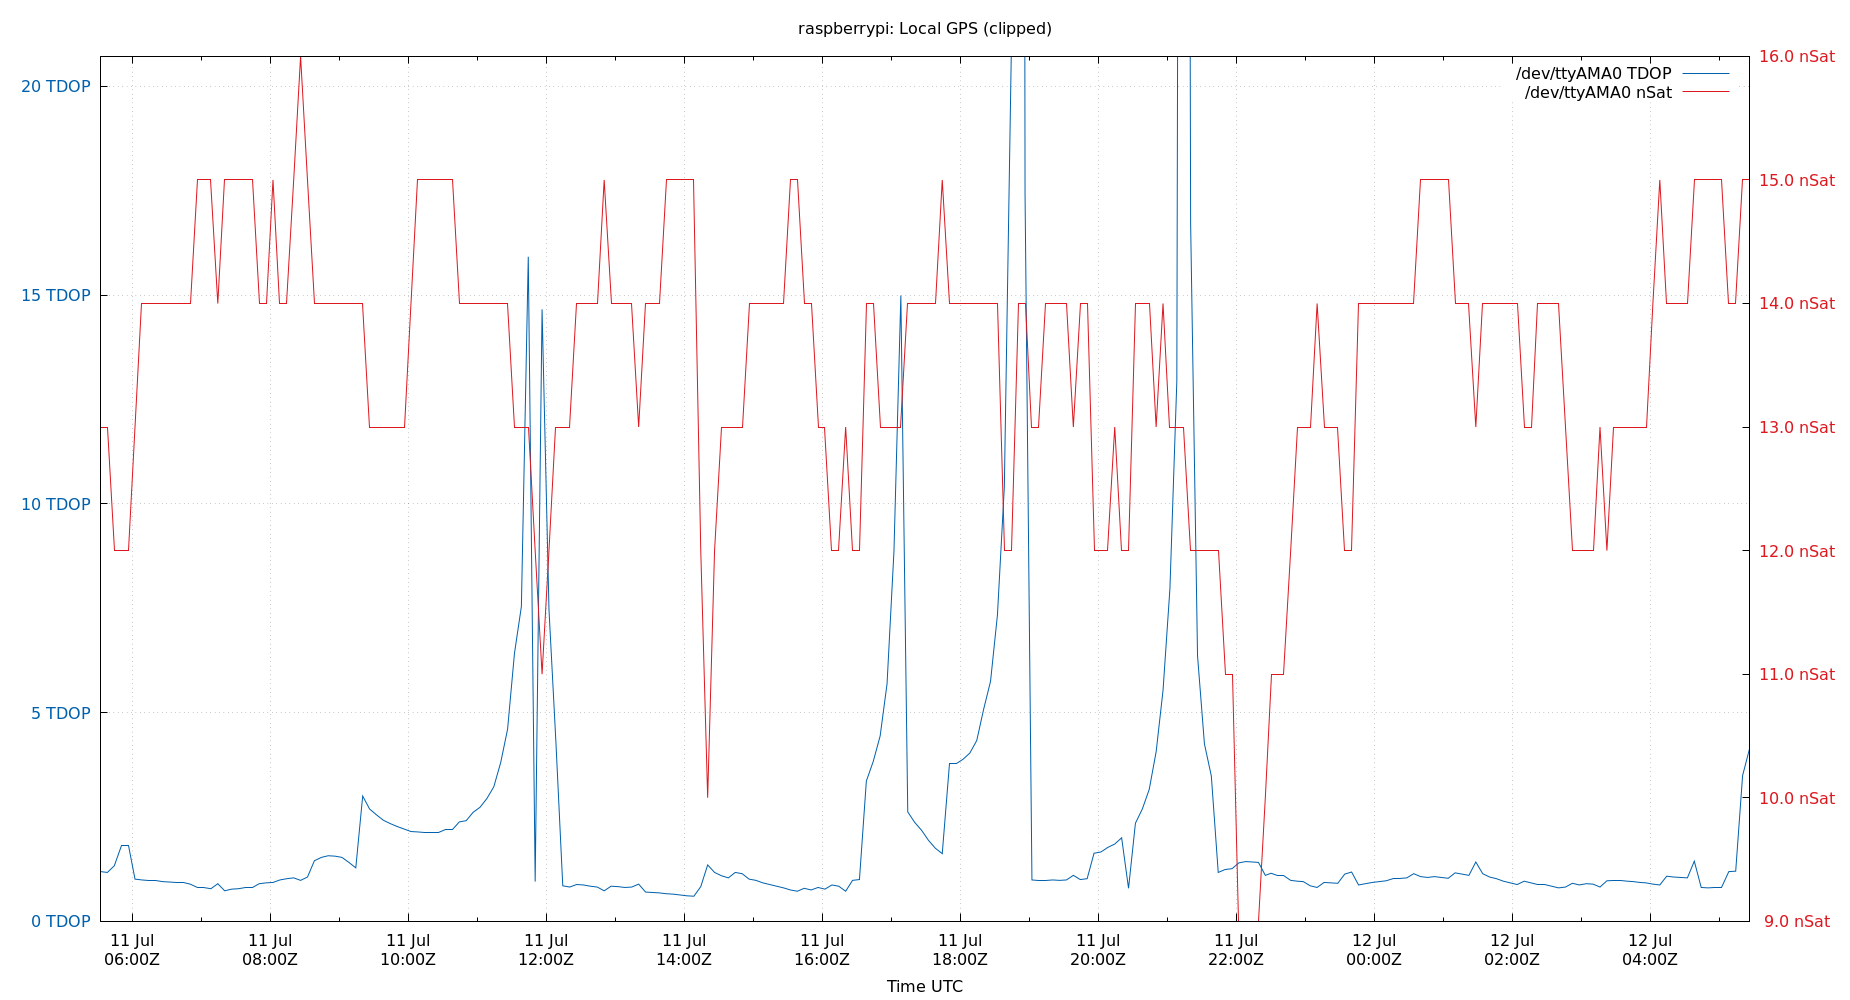 raspberrypi: Local GPS (clipped)
/dev/ttyAMA0 TDOP
/dev/ttyAMA0 nSat
20 TDOP
15 TDOP
10 TDOP
5 TDOP
0 TDOP
16.0 nSat
15.0 nSat
14.0 nSat
13.0 nSat
12.0 nSat
11.0 nSat
10.0 nSat
9.0 nSat
11 Jul 11 Jul 11 Jul 11 Jul 11 Jul 11 Jul 11 Jul 11 Jul 11 Jul 12 Jul 12 Jul 12 Jul
06:00Z 08:00Z 10:00Z 12:00Z 14:00Z 16:00Z 18:00Z 20:00Z 22:00Z 00:00Z 02:00Z 04:00Z
Time UTC